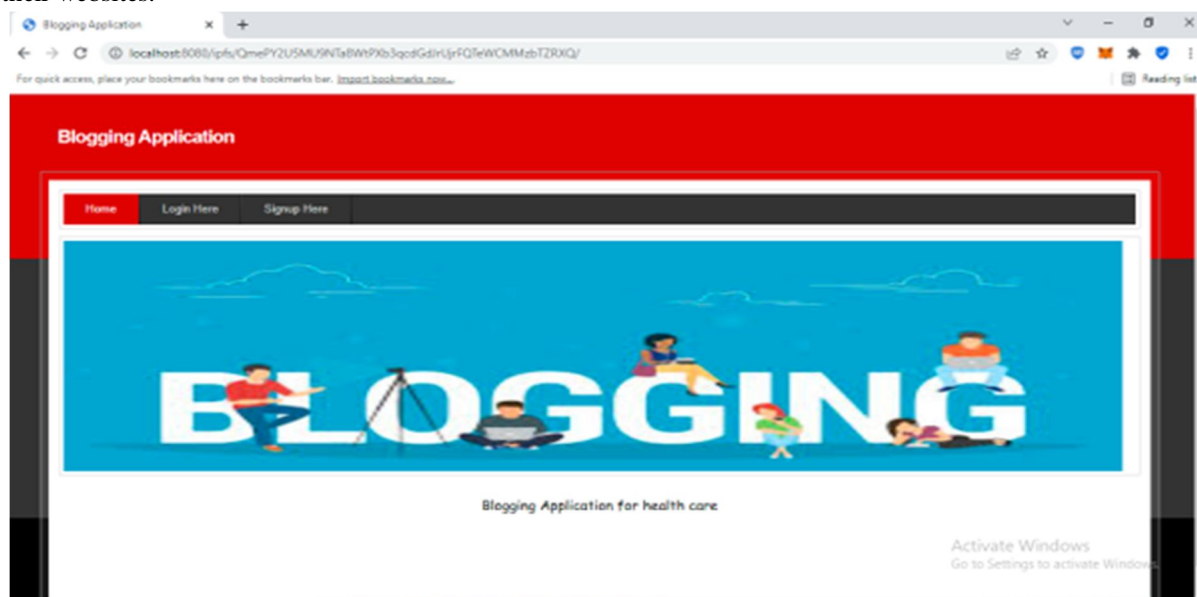 their websites.
Blogging Application
localhost:8080/ipfs/
For quick access, place your bookmarks here on the bookmarks bar. Import bookmarks now...
Reading list
Blogging Application
Home Login Here Signup Here
BLOGGING
Blogging Application for health care
Activate Windows
Go to Settings to activate Windows.